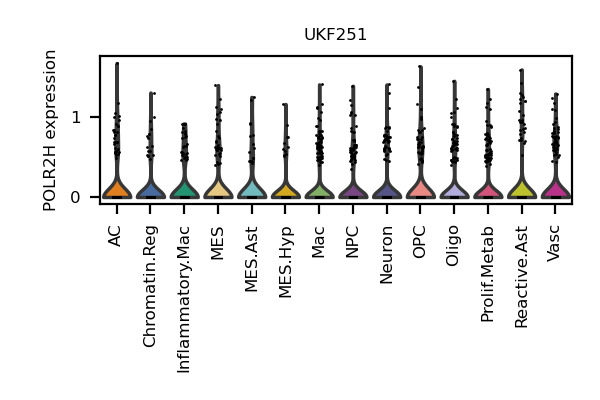 UKF251
POLR2H expression
1
0
AC
Chromatin.Reg
Inflammatory.Mac
MES
MES.Ast
MES.Hyp
Mac
NPC
Neuron
OPC
Oligo
Prolif.Metab
Reactive.Ast
Vasc